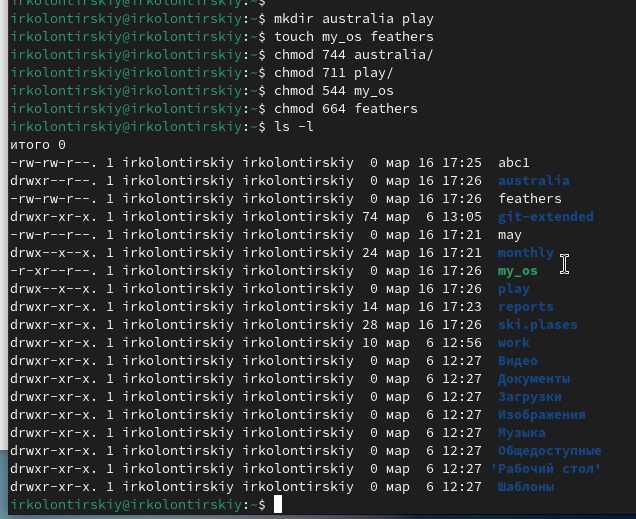 irkolontirskiy@irkolontirskiy:~$
irkolontirskiy@irkolontirskiy:~$ mkdir australia play
irkolontirskiy@irkolontirskiy:~$ touch my_os feathers
irkolontirskiy@irkolontirskiy:~$ chmod 744 australia/
irkolontirskiy@irkolontirskiy:~$ chmod 711 play/
irkolontirskiy@irkolontirskiy:~$ chmod 544 my_os
irkolontirskiy@irkolontirskiy:~$ chmod 664 feathers
irkolontirskiy@irkolontirskiy:~$ ls -l
итого 0
-rw-rw-r--. 1 irkolontirskiy irkolontirskiy  0 мар 16 17:25  abc1
drwxr--r--. 1 irkolontirskiy irkolontirskiy  0 мар 16 17:26  australia
-rw-rw-r--. 1 irkolontirskiy irkolontirskiy  0 мар 16 17:26  feathers
drwxr-xr-x. 1 irkolontirskiy irkolontirskiy 74 мар  6 13:05  git-extended
-rw-r--r--. 1 irkolontirskiy irkolontirskiy  0 мар 16 17:21  may
drwx--x--x. 1 irkolontirskiy irkolontirskiy 24 мар 16 17:21  monthly
-r-xr--r--. 1 irkolontirskiy irkolontirskiy  0 мар 16 17:26  my_os
drwx--x--x. 1 irkolontirskiy irkolontirskiy  0 мар 16 17:26  play
drwxr-xr-x. 1 irkolontirskiy irkolontirskiy 14 мар 16 17:23  reports
drwxr-xr-x. 1 irkolontirskiy irkolontirskiy 28 мар 16 17:26  ski.plases
drwxr-xr-x. 1 irkolontirskiy irkolontirskiy 10 мар  6 12:56  work
drwxr-xr-x. 1 irkolontirskiy irkolontirskiy  0 мар  6 12:27  Видео
drwxr-xr-x. 1 irkolontirskiy irkolontirskiy  0 мар  6 12:27  Документы
drwxr-xr-x. 1 irkolontirskiy irkolontirskiy  0 мар  6 12:27  Загрузки
drwxr-xr-x. 1 irkolontirskiy irkolontirskiy  0 мар  6 12:27  Изображения
drwxr-xr-x. 1 irkolontirskiy irkolontirskiy  0 мар  6 12:27  Музыка
drwxr-xr-x. 1 irkolontirskiy irkolontirskiy  0 мар  6 12:27  Общедоступные
drwxr-xr-x. 1 irkolontirskiy irkolontirskiy  0 мар  6 12:27 'Рабочий стол'
drwxr-xr-x. 1 irkolontirskiy irkolontirskiy  0 мар  6 12:27  Шаблоны
irkolontirskiy@irkolontirskiy:~$